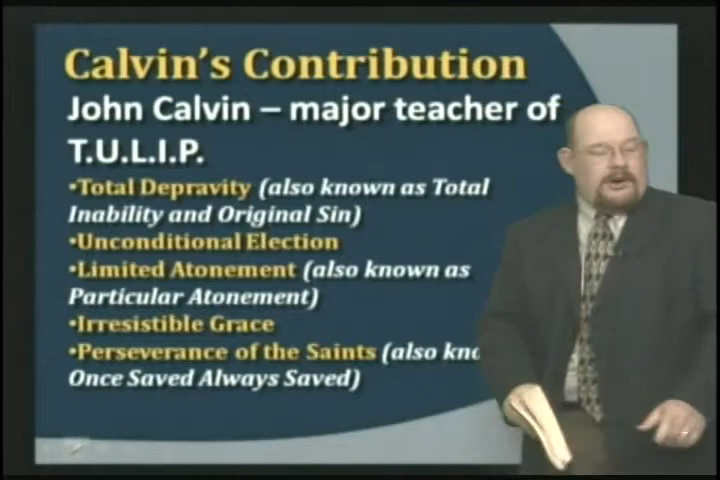 Calvin's Contribution
John Calvin – major teacher of
T.U.L.I.P.
•Total Depravity (also known as Total
Inability and Original Sin)
•Unconditional Election
•Limited Atonement (also known as
Particular Atonement)
•Irresistible Grace
•Perseverance of the Saints (also
Once Saved Always Saved)